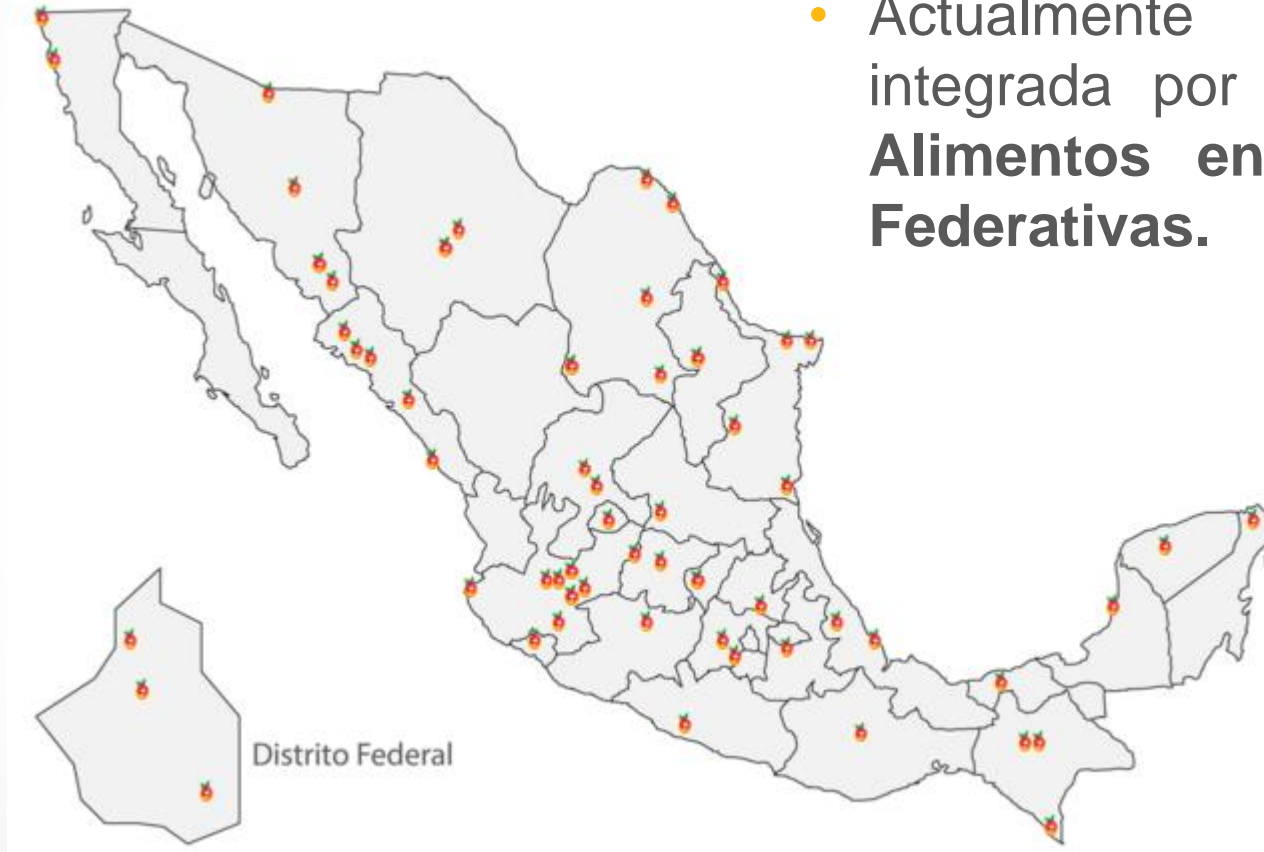 • Actualmente
integrada por
Alimentos en
Federativas.
Distrito Federal